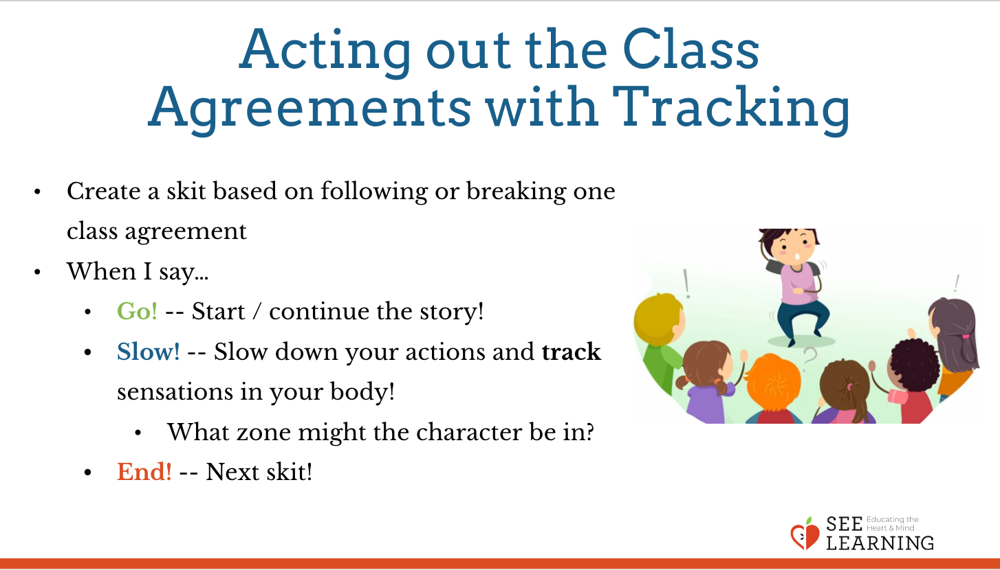 Acting out the Class
Agreements with Tracking
• Create a skit based on following or breaking one
class agreement
• When I say...
• Go! -- Start / continue the story!
• Slow! -- Slow down your actions and track
sensations in your body!
• What zone might the character be in?
• End! -- Next skit!
!
!
?
SEE Educating the
Heart & Mind
LEARNING